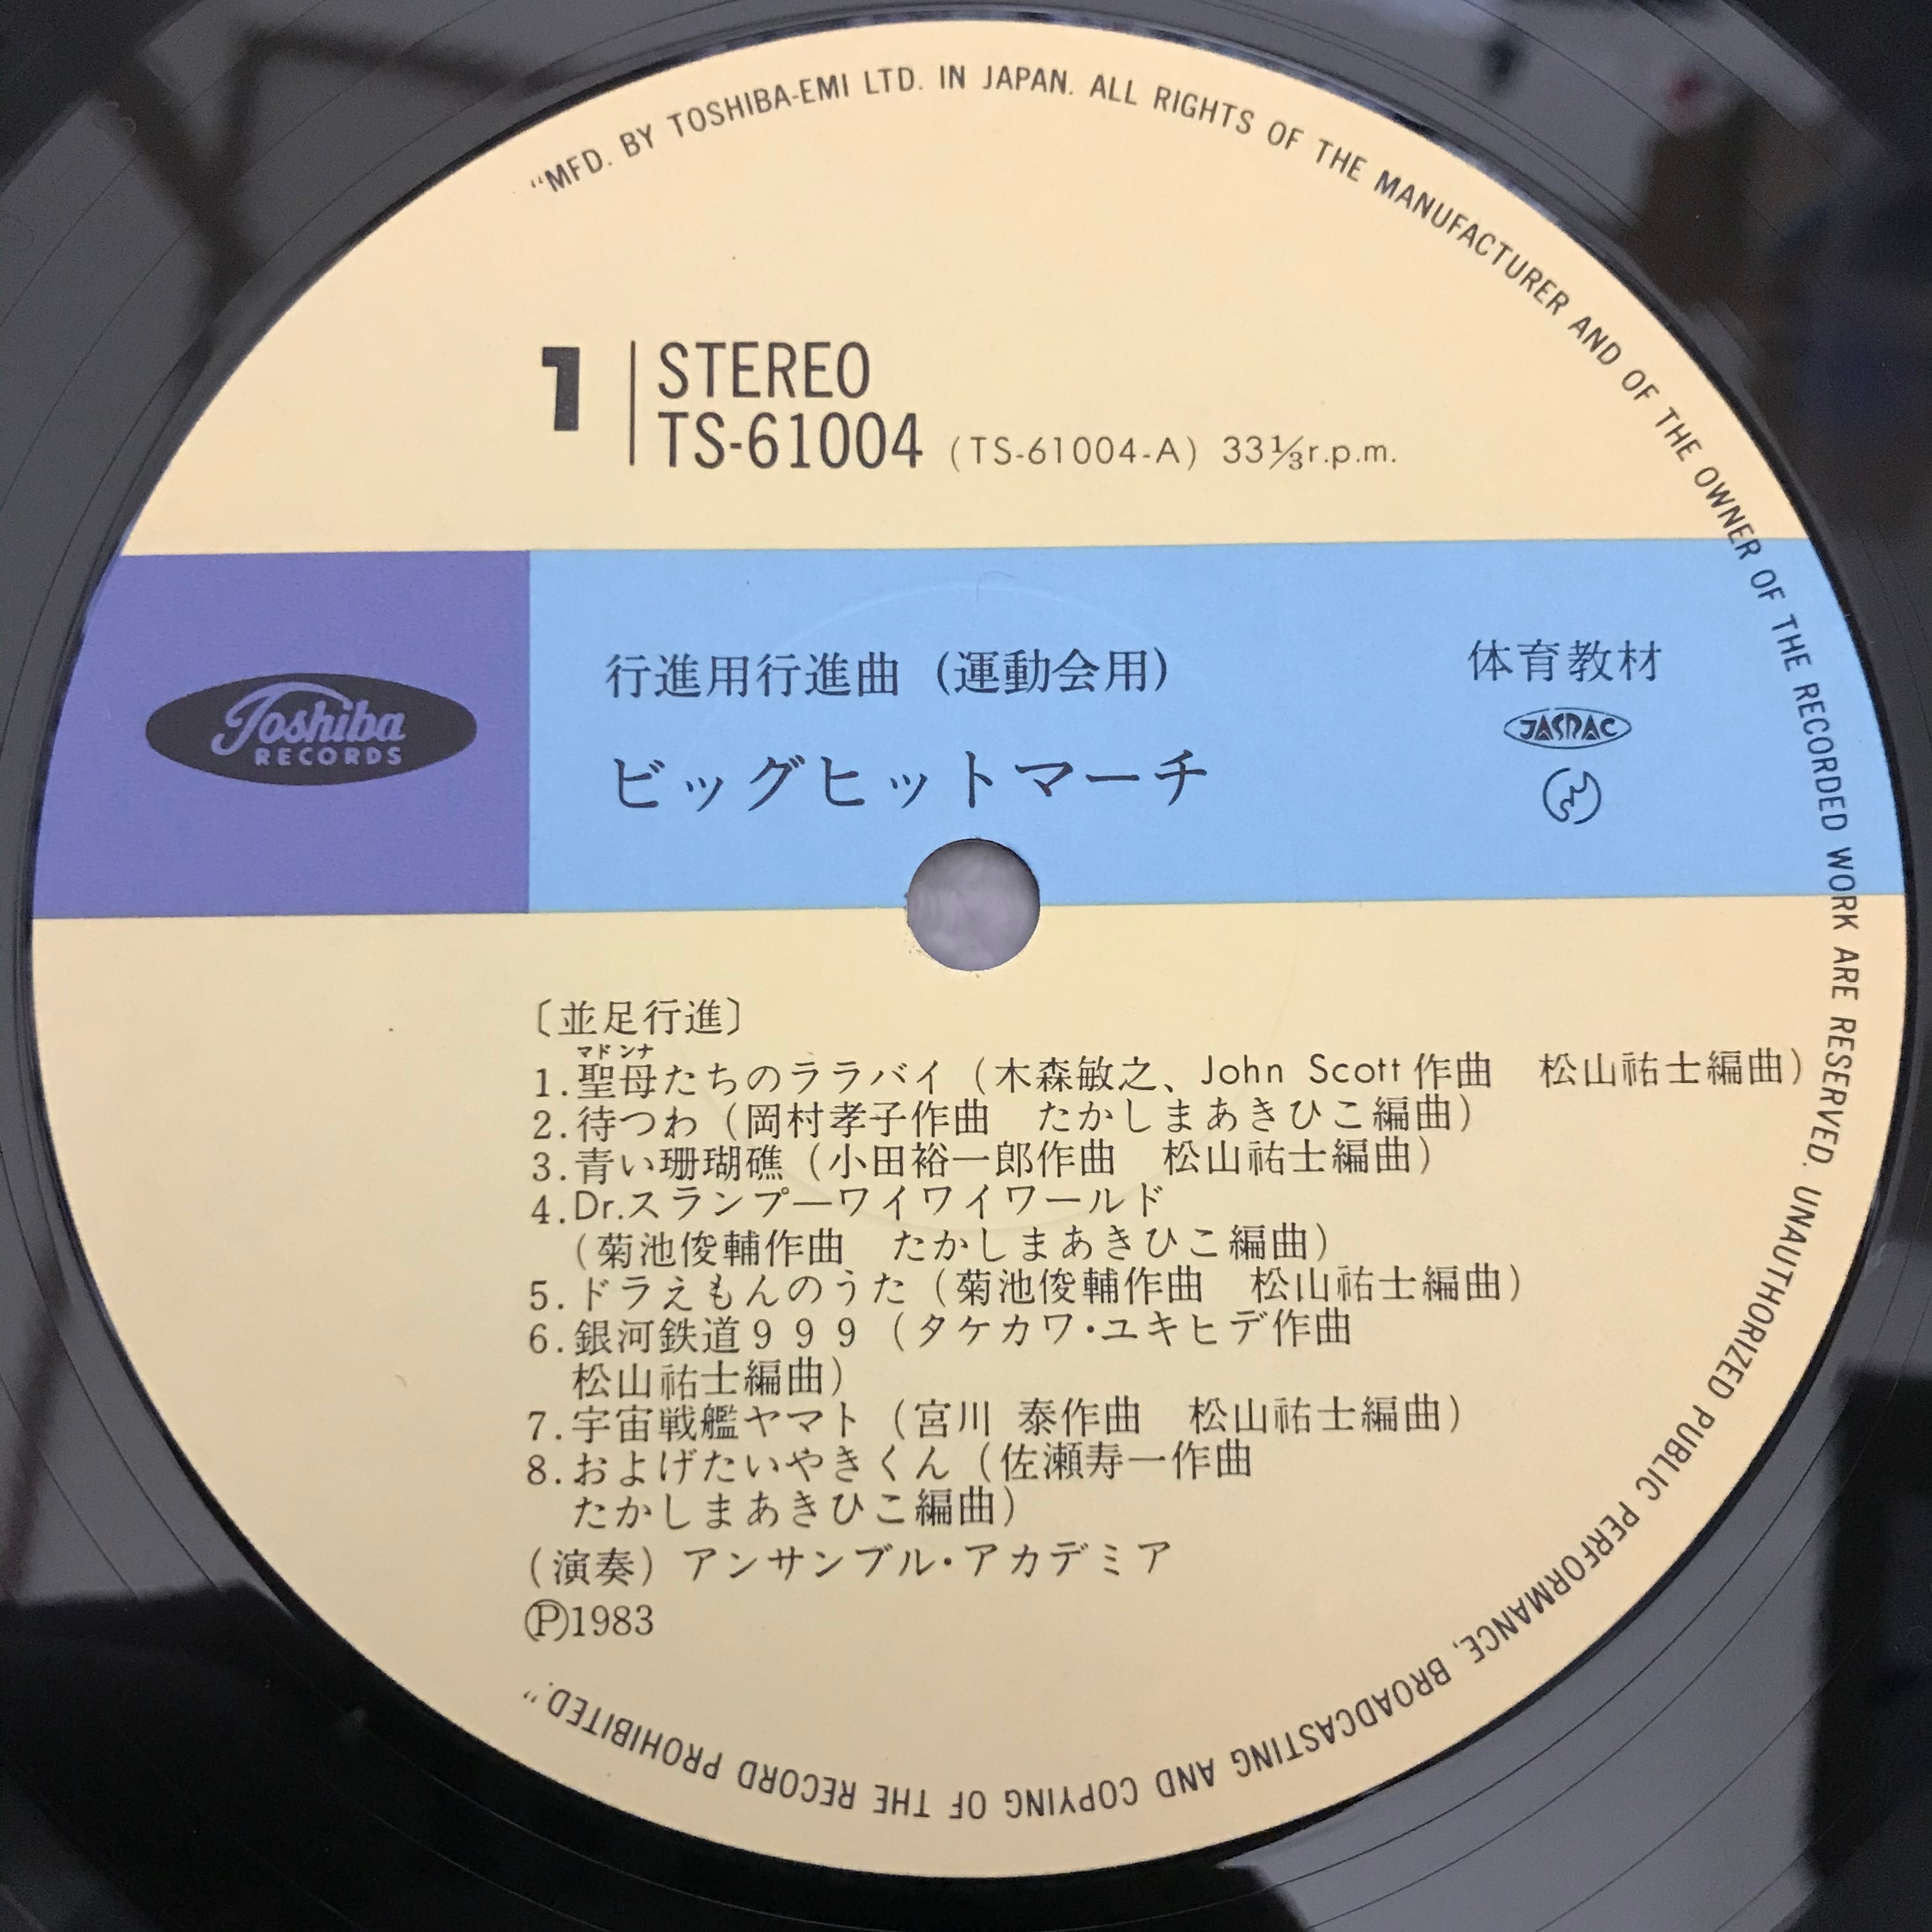 "MFD. BY TOSHIBA-EMI LTD. IN JAPAN. ALL RIGHTS OF THE MANUFACTURER AND OF THE OWNER OF THE RECORDED WORK ARE RESERVED. UNAUTHORIZED PUBLIC PERFORMANCE, BROADCASTING AND COPYING OF THE RECORD PROHIBITED."
1
STEREO
TS-61004 (TS-61004-A) 33⅓r.p.m.
Toshiba
RECORDS
行進用行進曲 (運動会用)
体育教材
ビッグヒットマーチ
JASRAC
〔並足行進〕
マドンナ
1.聖母たちのララバイ (木森敏之、John Scott作曲　松山祐士編曲)
2.待つわ (岡村孝子作曲　たかしまあきひこ編曲)
3.青い珊瑚礁 (小田裕一郎作曲　松山祐士編曲)
4.Dr.スランプーワイワイワールド
(菊池俊輔作曲　たかしまあきひこ編曲)
5.ドラえもんのうた (菊池俊輔作曲　松山祐士編曲)
6.銀河鉄道９９９ (タケカワ・ユキヒデ作曲
松山祐士編曲)
7.宇宙戦艦ヤマト (宮川 泰作曲　松山祐士編曲)
8.およげたいやきくん (佐瀬寿一作曲
たかしまあきひこ編曲)
(演奏) アンサンブル・アカデミア
Ⓟ1983